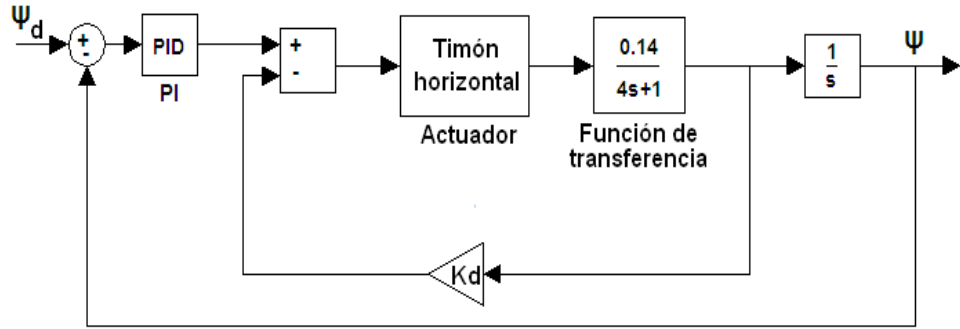 Ψd
+
-
PID
PI
+
-
Timón
horizontal
Actuador
0.14
4s+1
Función de
transferencia
1
s
Ψ
Kd